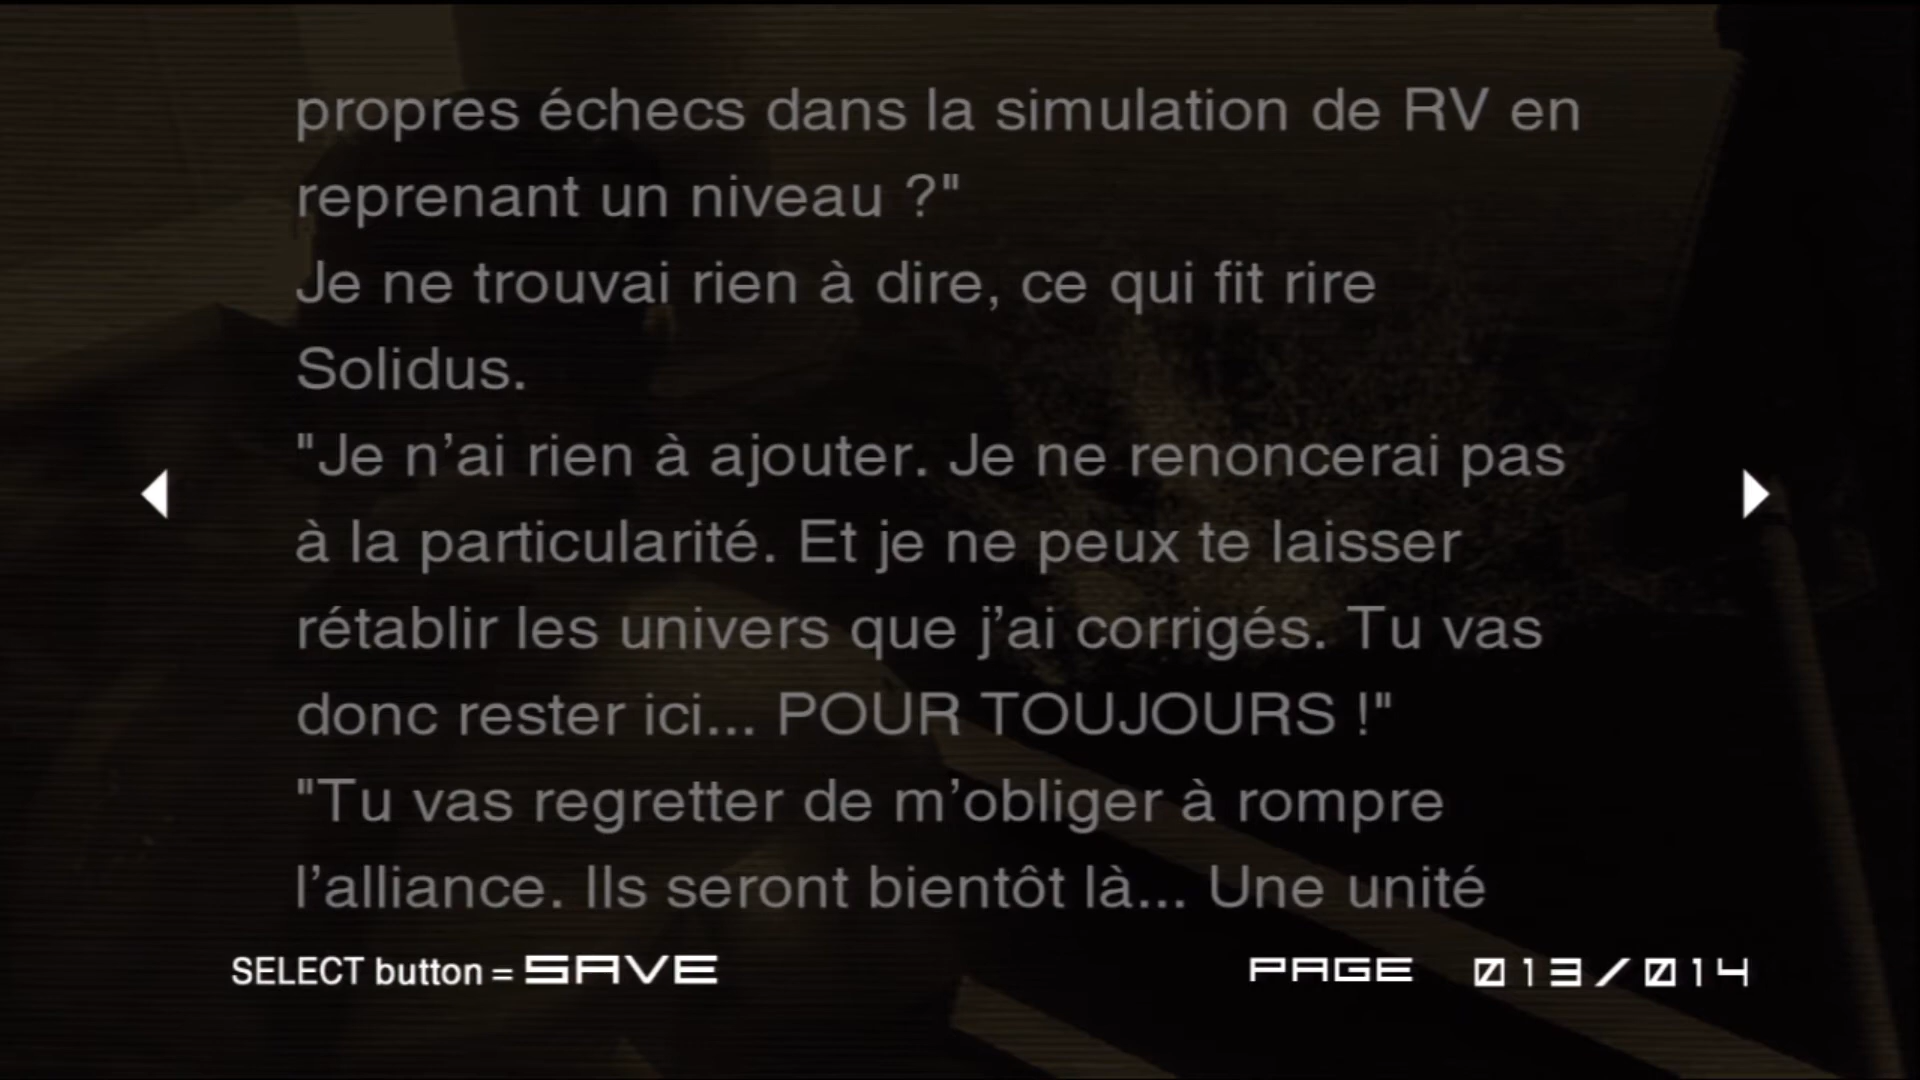 propres échecs dans la simulation de RV en
reprenant un niveau ?"
Je ne trouvai rien à dire, ce qui fit rire
Solidus.
"Je n’ai rien à ajouter. Je ne renoncerai pas
à la particularité. Et je ne peux te laisser
rétablir les univers que j’ai corrigés. Tu vas
donc rester ici... POUR TOUJOURS !"
"Tu vas regretter de m’obliger à rompre
l’alliance. Ils seront bientôt là... Une unité
SELECT button = SAVE
PAGE 013/014